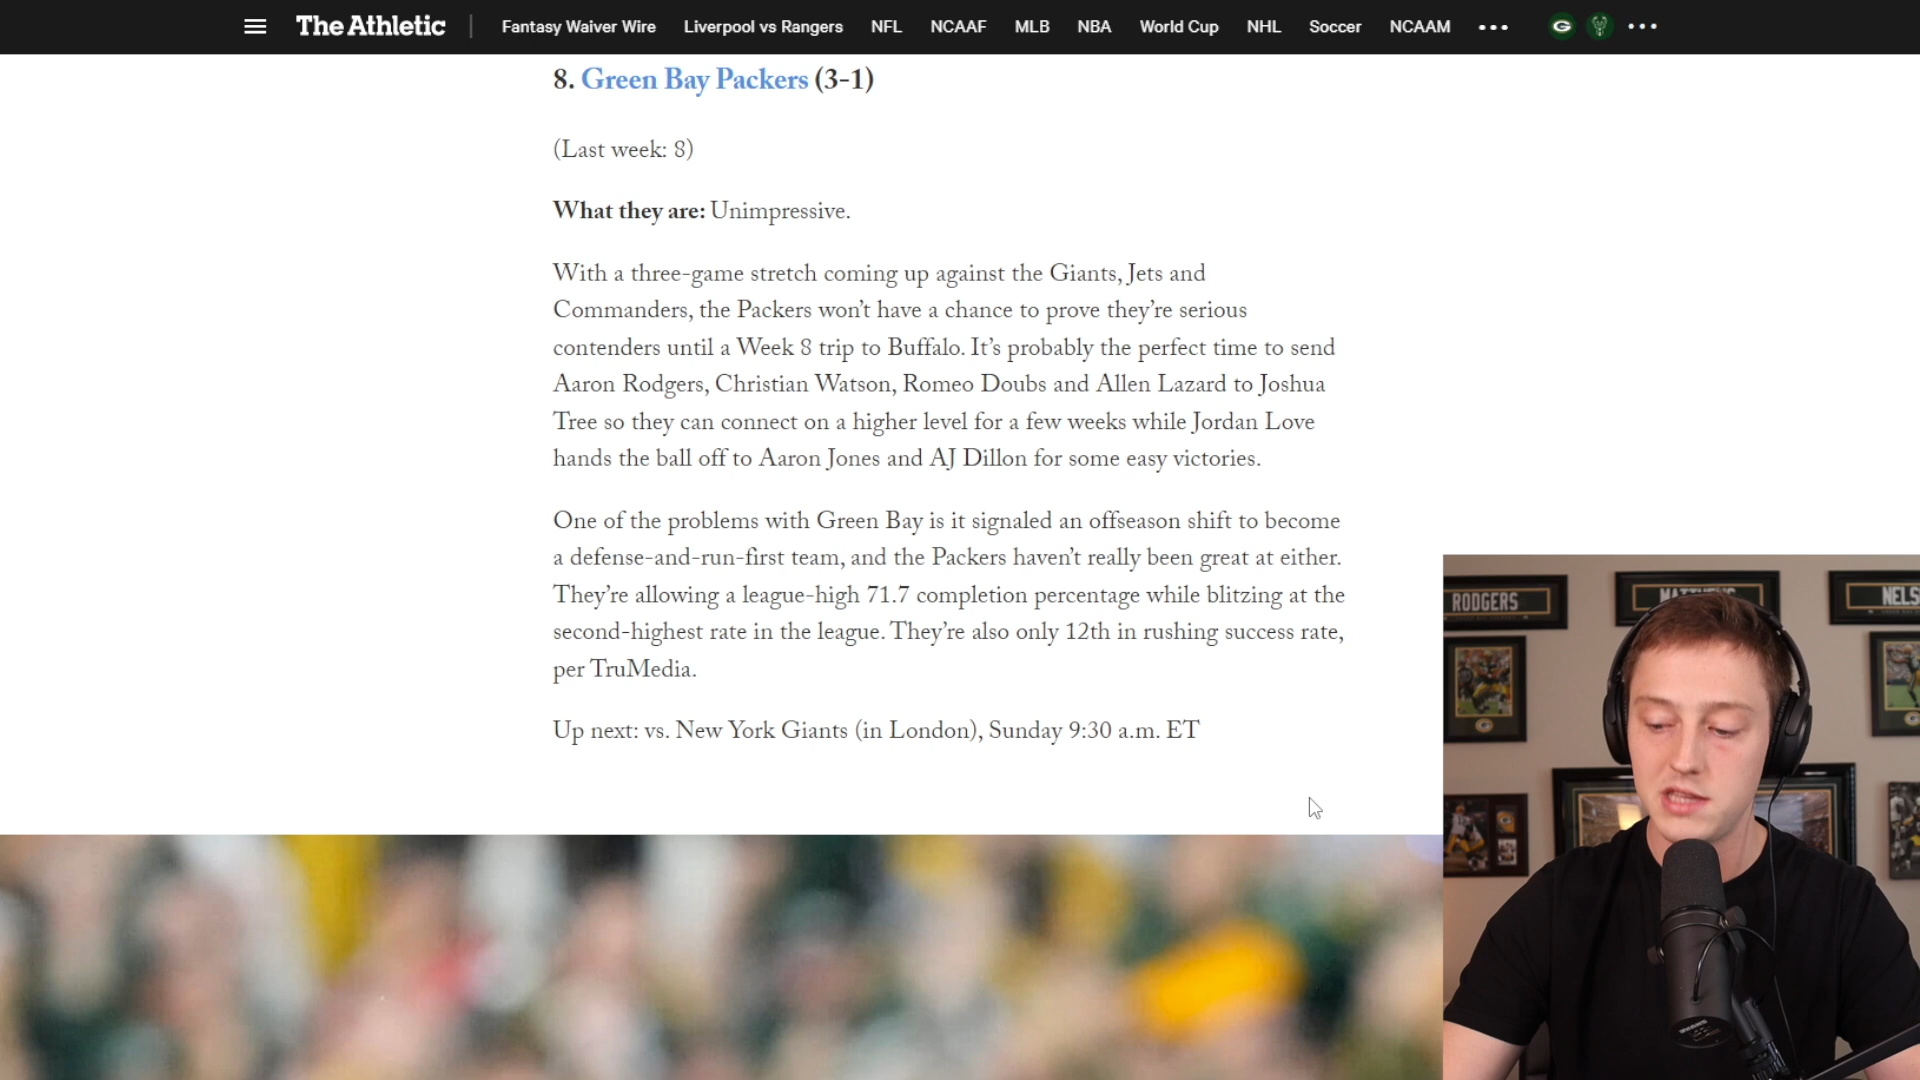 The Athletic
Fantasy Waiver Wire Liverpool vs Rangers NFL NCAAF MLB NBA World Cup NHL Soccer NCAAM
8. Green Bay Packers (3-1)
(Last week: 8)
What they are: Unimpressive.
With a three-game stretch coming up against the Giants, Jets and
Commanders, the Packers won’t have a chance to prove they’re serious
contenders until a Week 8 trip to Buffalo. It’s probably the perfect time to send
Aaron Rodgers, Christian Watson, Romeo Doubs and Allen Lazard to Joshua
Tree so they can connect on a higher level for a few weeks while Jordan Love
hands the ball off to Aaron Jones and AJ Dillon for some easy victories.
One of the problems with Green Bay is it signaled an offseason shift to become
a defense-and-run-first team, and the Packers haven’t really been great at either.
They’re allowing a league-high 71.7 completion percentage while blitzing at the
second-highest rate in the league. They’re also only 12th in rushing success rate,
per TruMedia.
Up next: vs. New York Giants (in London), Sunday 9:30 a.m. ET
RODGERS
NELS